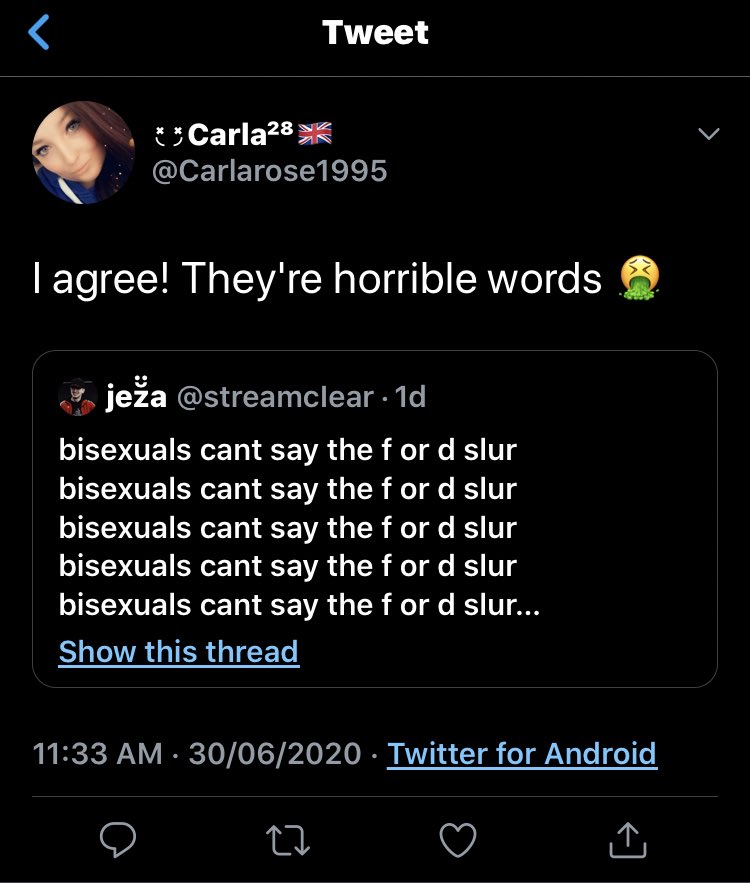 Tweet
Carla²⁸🇬🇧
@Carlarose1995
I agree! They're horrible words 🤮
ježa @streamclear · 1d
bisexuals cant say the f or d slur
bisexuals cant say the f or d slur
bisexuals cant say the f or d slur
bisexuals cant say the f or d slur
bisexuals cant say the f or d slur...
Show this thread
11:33 AM · 30/06/2020 · Twitter for Android